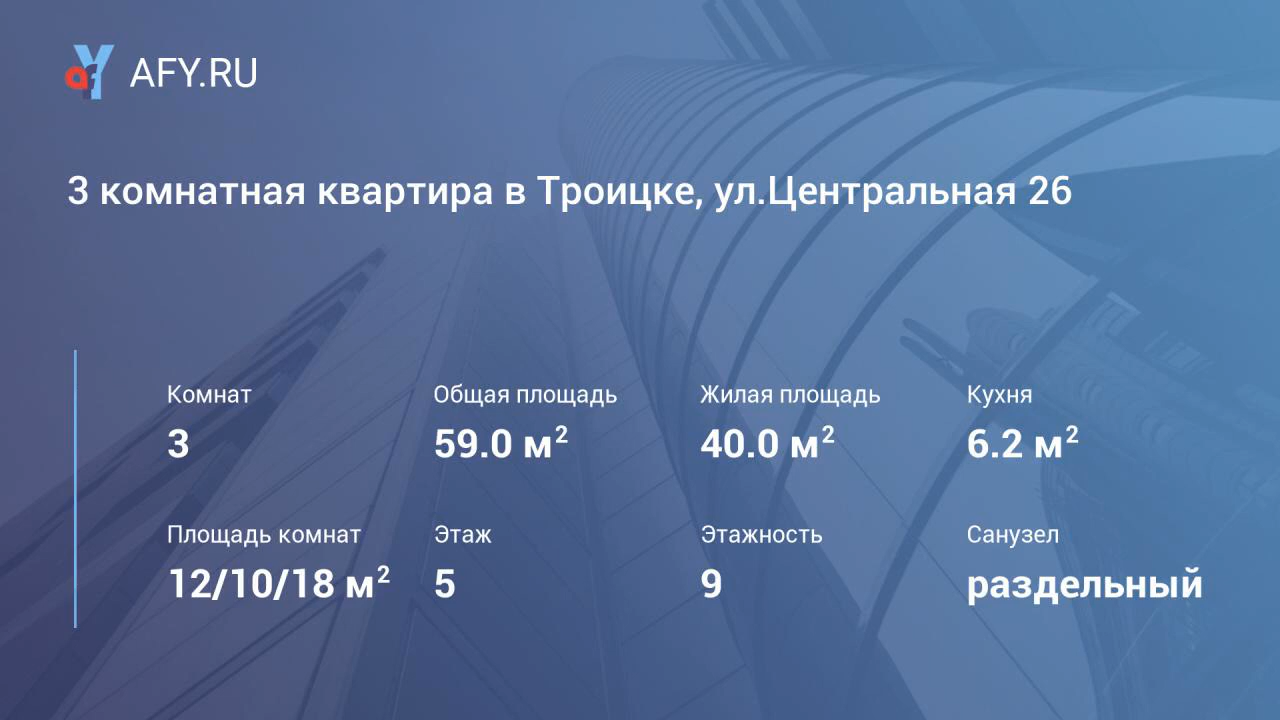 AFY.RU
3 комнатная квартира в Троицке, ул.Центральная 26
Комнат Общая площадь Жилая площадь Кухня
3 59.0 м² 40.0 м² 6.2 м²
Площадь комнат Этаж Этажность Санузел
12/10/18 м² 5 9 раздельный